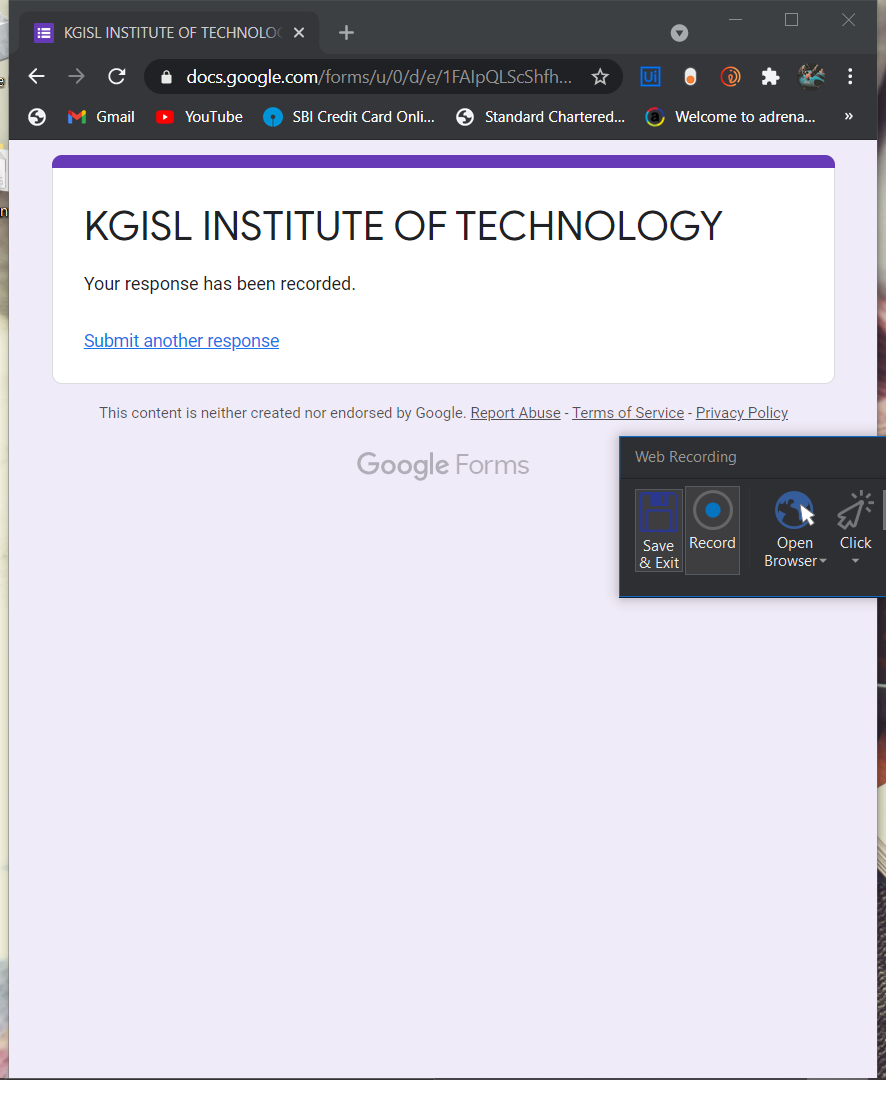 KGISL INSTITUTE OF TECHNOLOG
docs.google.com/forms/u/0/d/e/1FAIpQLScShfh...
Ui
Gmail YouTube SBI Credit Card Onli... Standard Chartered... Welcome to adrena... »
KGISL INSTITUTE OF TECHNOLOGY
Your response has been recorded.
Submit another response
This content is neither created nor endorsed by Google. Report Abuse - Terms of Service - Privacy Policy
Google Forms
Web Recording
Save & Exit
Record
Open Browser
Click